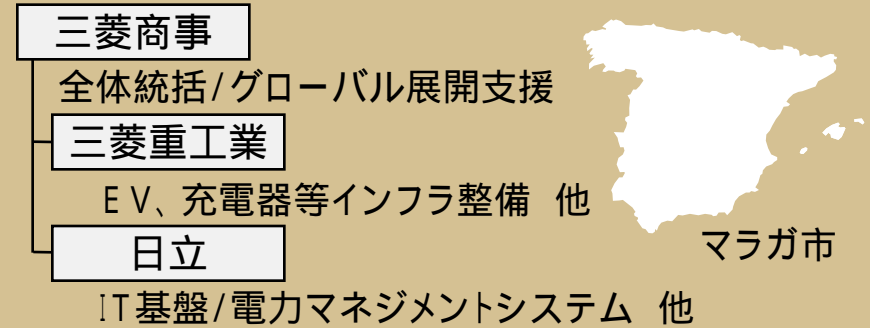 三菱商事
全体統括/グローバル展開支援
三菱重工業
EV、充電器等インフラ整備 他
マラガ市
日立
IT基盤/電力マネジメントシステム 他